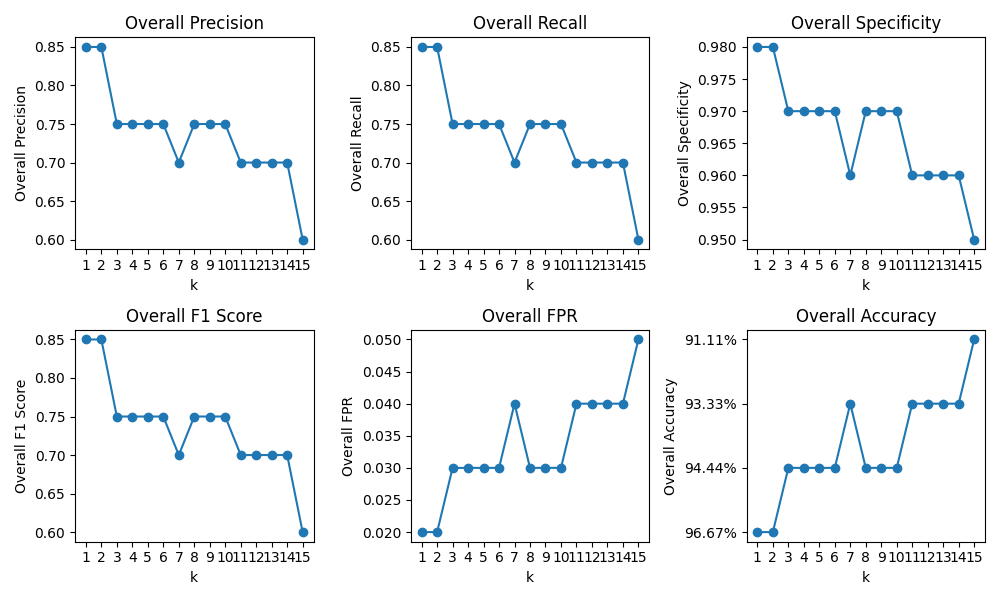 Overall Precision
Overall Precision
0.85
0.80
0.75
0.70
0.65
0.60
1 2 3 4 5 6 7 8 9 10 11 12 13 14 15
k
Overall Recall
Overall Recall
0.85
0.80
0.75
0.70
0.65
0.60
1 2 3 4 5 6 7 8 9 10 11 12 13 14 15
k
Overall Specificity
Overall Specificity
0.980
0.975
0.970
0.965
0.960
0.955
0.950
1 2 3 4 5 6 7 8 9 10 11 12 13 14 15
k
Overall F1 Score
Overall F1 Score
0.85
0.80
0.75
0.70
0.65
0.60
1 2 3 4 5 6 7 8 9 10 11 12 13 14 15
k
Overall FPR
Overall FPR
0.050
0.045
0.040
0.035
0.030
0.025
0.020
1 2 3 4 5 6 7 8 9 10 11 12 13 14 15
k
Overall Accuracy
Overall Accuracy
91.11%
93.33%
94.44%
96.67%
1 2 3 4 5 6 7 8 9 10 11 12 13 14 15
k